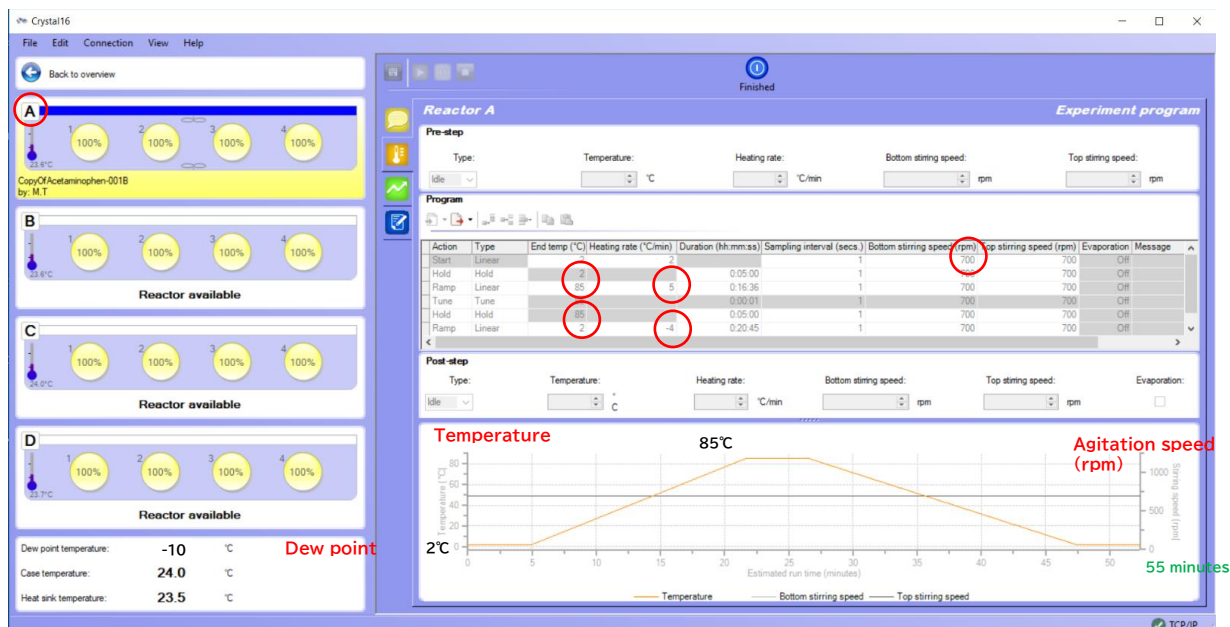 Crystal16
File Edit Connection View Help
Back to overview
A
1 100% 2 100% 3 100% 4 100%
23.6°C
CopyOfAcetaminophen-001B
by: M.T
B
1 100% 2 100% 3 100% 4 100%
23.6°C
Reactor available
C
1 100% 2 100% 3 100% 4 100%
24.0°C
Reactor available
D
1 100% 2 100% 3 100% 4 100%
23.7°C
Reactor available
Dew point temperature: -10 °C Dew point
Case temperature: 24.0 °C
Heat sink temperature: 23.5 °C
Finished
Reactor A Experiment program
Pre-step
Type: Temperature: Heating rate: Bottom stirring speed: Top stirring speed:
Idle °C °C/min rpm rpm
Program
Action Type End temp (°C) Heating rate (°C/min) Duration (hh:mm:ss) Sampling interval (secs.) Bottom stirring speed (rpm) Top stirring speed (rpm) Evaporation Message
Start Linear 2 2 1 700 700 Off
Hold Hold 2 0:05:00 1 700 700 Off
Ramp Linear 85 5 0:16:36 1 700 700 Off
Tune Tune 0:00:01 1 700 700 Off
Hold Hold 85 0:05:00 1 700 700 Off
Ramp Linear 2 -4 0:20:45 1 700 700 Off
Post-step
Type: Temperature: Heating rate: Bottom stirring speed: Top stirring speed: Evaporation:
Idle °C °C/min rpm rpm
Temperature 85℃ Agitation speed
(rpm)
80
60
40
20
0
Temperature [°C]
2℃
1000
500
0
Stirring speed [rpm]
0 5 10 15 20 25 30 35 40 45 50
55 minutes
Estimated run time (minutes)
Temperature Bottom stirring speed Top stirring speed
TCP/IP